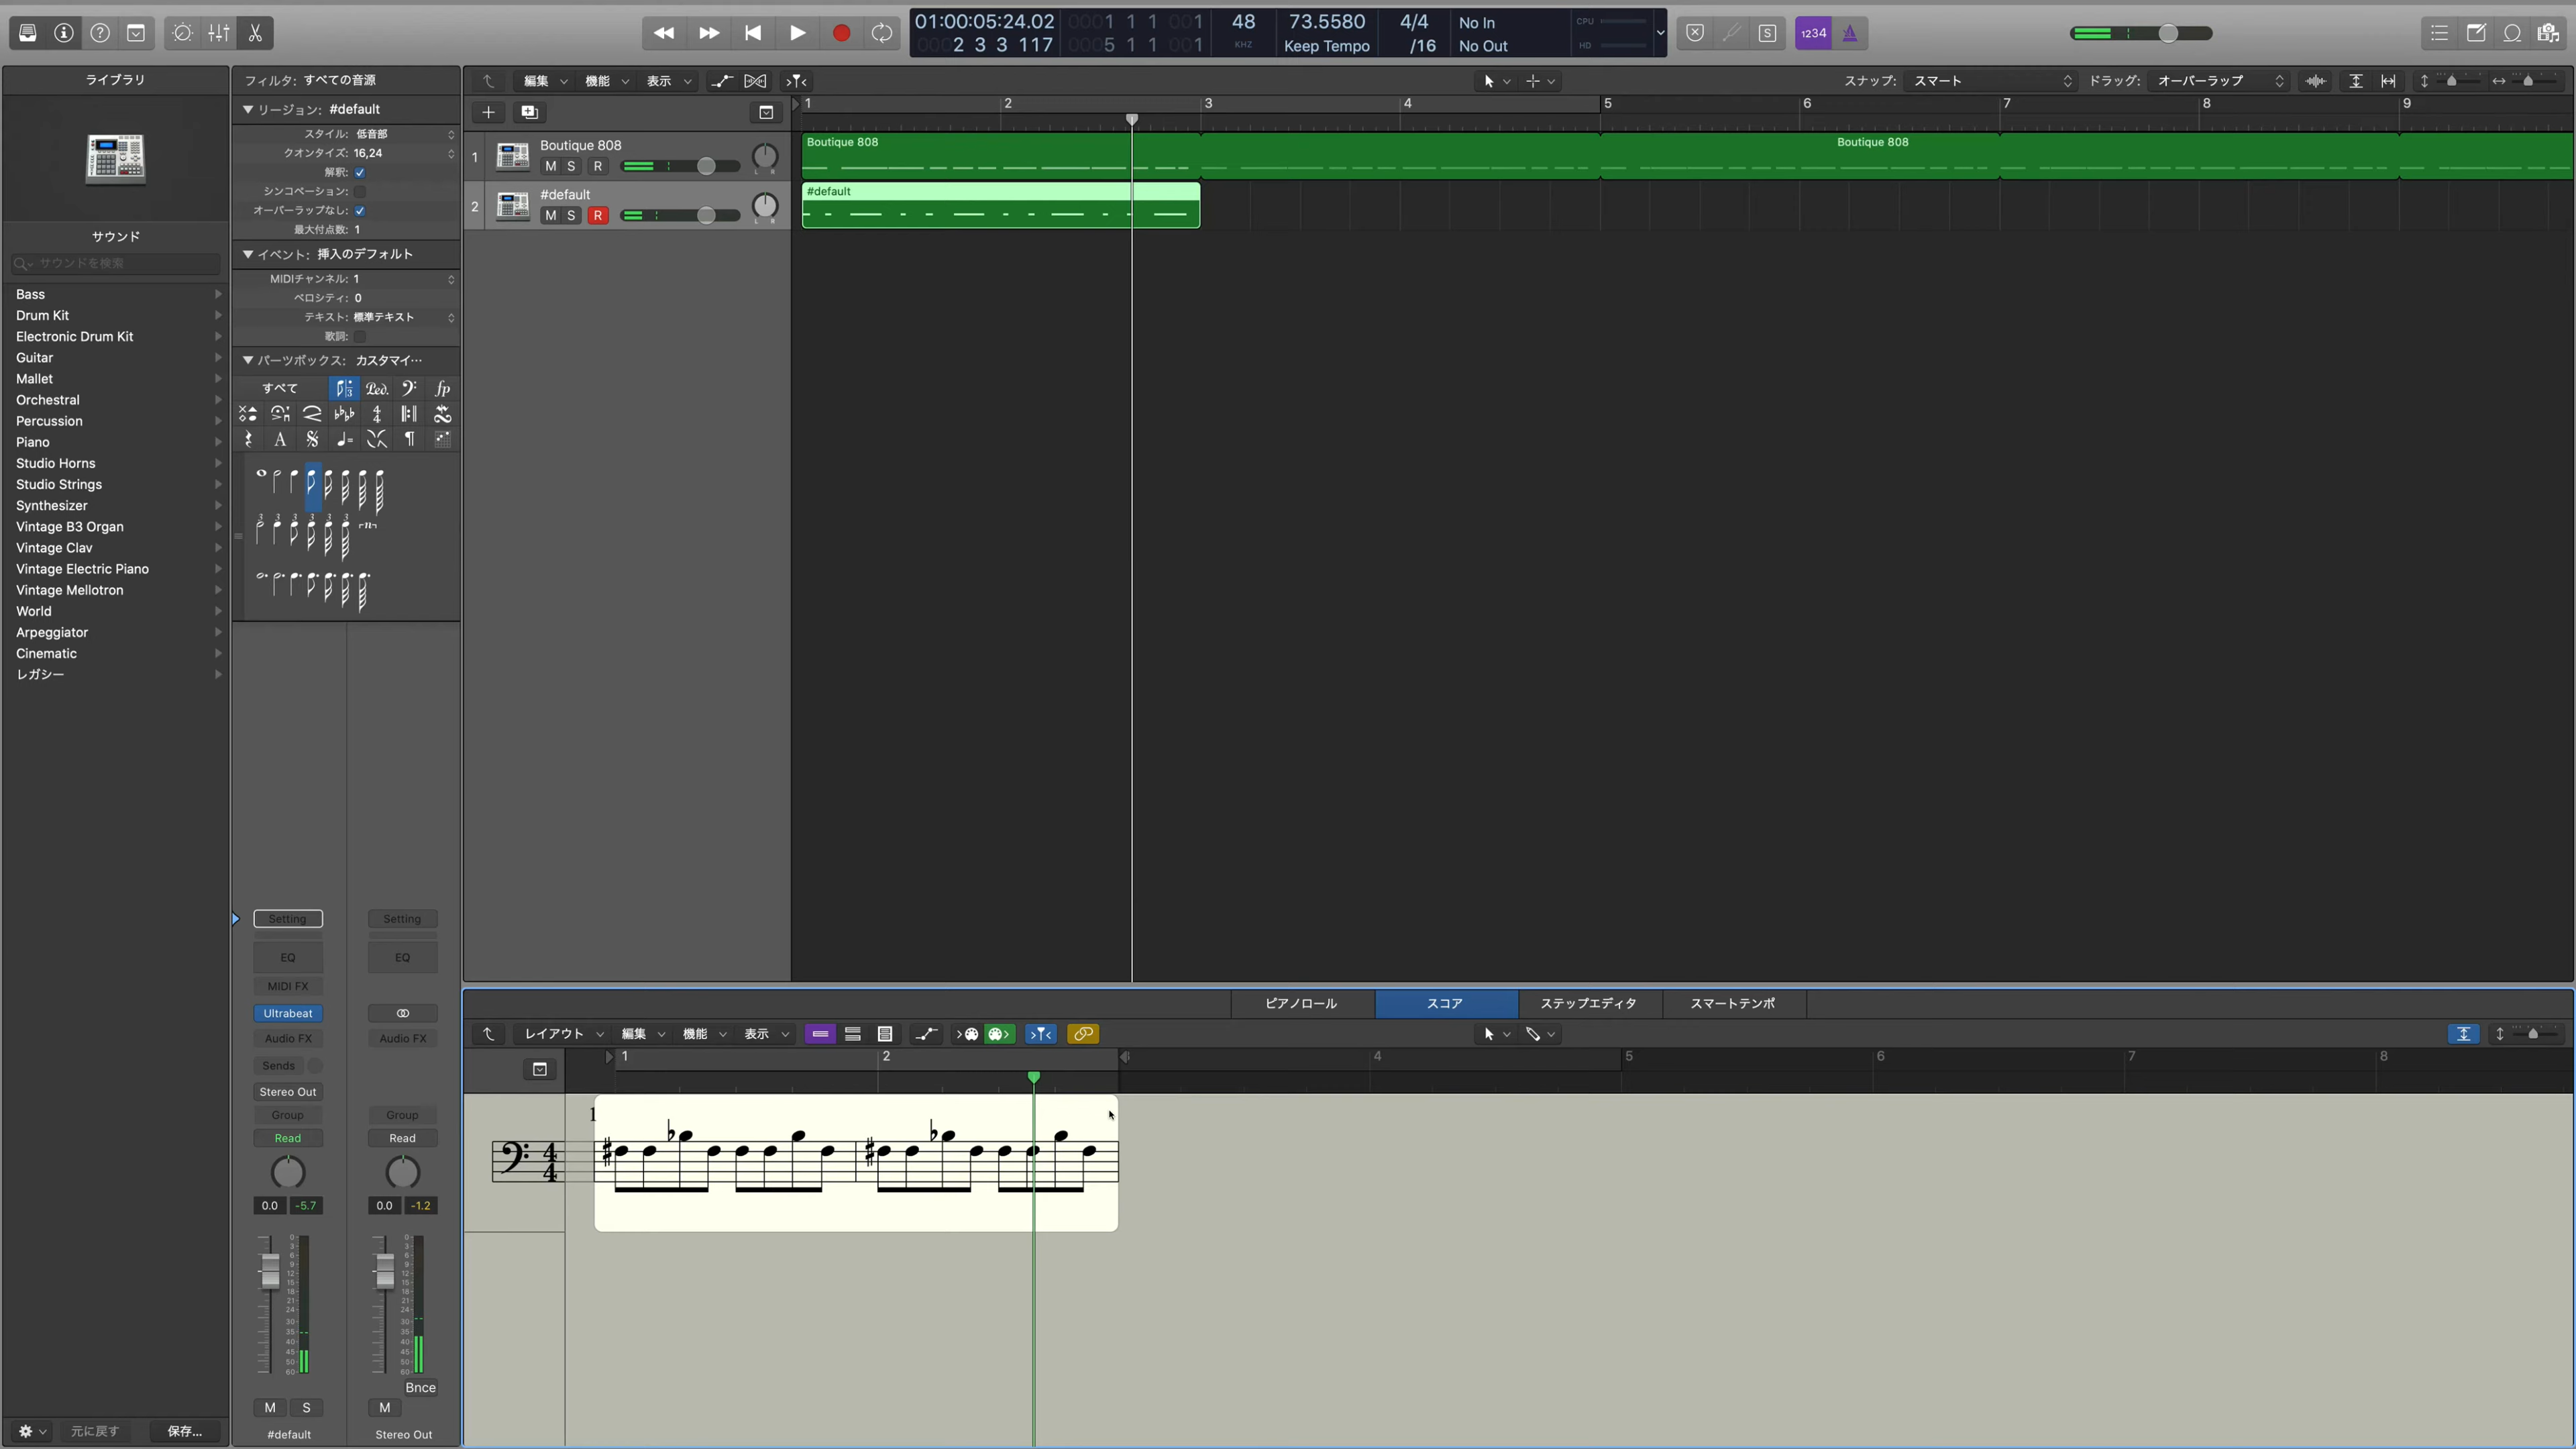 01:00:05:24.02
0001 1 1 001
48
73.5580
4/4
No In
CPU
0002 3 3 117
0005 1 1 001
KHZ
Keep Tempo
/16
No Out
HD
S
1234
ライブラリ
サウンド
サウンドを検索
Bass
Drum Kit
Electronic Drum Kit
Guitar
Mallet
Orchestral
Percussion
Piano
Studio Horns
Studio Strings
Synthesizer
Vintage B3 Organ
Vintage Clav
Vintage Electric Piano
Vintage Mellotron
World
Arpeggiator
Cinematic
レガシー
元に戻す
保存...
フィルタ: すべての音源
リージョン: #default
スタイル: 低音部
クオンタイズ: 16,24
解釈:
シンコペーション:
オーバーラップなし:
最大付点数: 1
イベント: 挿入のデフォルト
MIDIチャンネル: 1
ベロシティ: 0
テキスト: 標準テキスト
歌詞:
パーツボックス: カスタマイ…
すべて
Setting
Setting
EQ
EQ
MIDI FX
Ultrabeat
Audio FX
Audio FX
Sends
Stereo Out
Group
Group
Read
Read
0.0 -5.7
0.0 -1.2
Bnce
M S
M
#default
Stereo Out
編集
機能
表示
スナップ: スマート
ドラッグ: オーバーラップ
1 2 3 4 5 6 7 8 9
1
Boutique 808
M S R
L R
2
#default
M S R
L R
Boutique 808
Boutique 808
#default
ピアノロール
スコア
ステップエディタ
スマートテンポ
レイアウト
編集
機能
表示
1 2 3 4 5 6 7 8
1
4
4